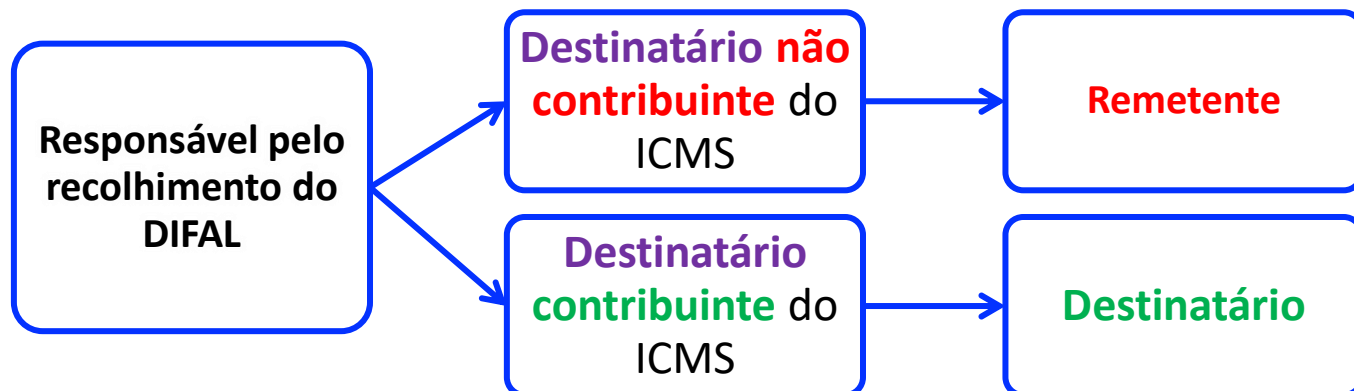 Responsável pelo
recolhimento do
DIFAL
Destinatário não
contribuinte do
ICMS
Remetente
Destinatário
contribuinte do
ICMS
Destinatário